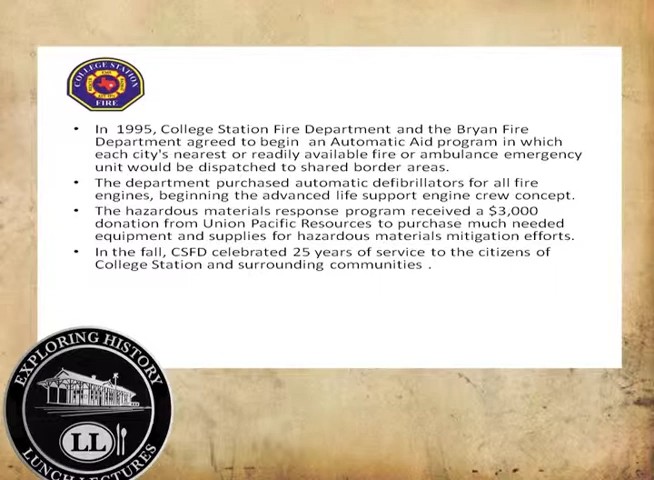 COLLEGE STATION
FIRE
• In 1995, College Station Fire Department and the Bryan Fire
Department agreed to begin an Automatic Aid program in which
each city's nearest or readily available fire or ambulance emergency
unit would be dispatched to shared border areas.
• The department purchased automatic defibrillators for all fire
engines, beginning the advanced life support engine crew concept.
• The hazardous materials response program received a $3,000
donation from Union Pacific Resources to purchase much needed
equipment and supplies for hazardous materials mitigation efforts.
• In the fall, CSFD celebrated 25 years of service to the citizens of
College Station and surrounding communities .
EXPLORING HISTORY
LL
LUNCH LECTURES